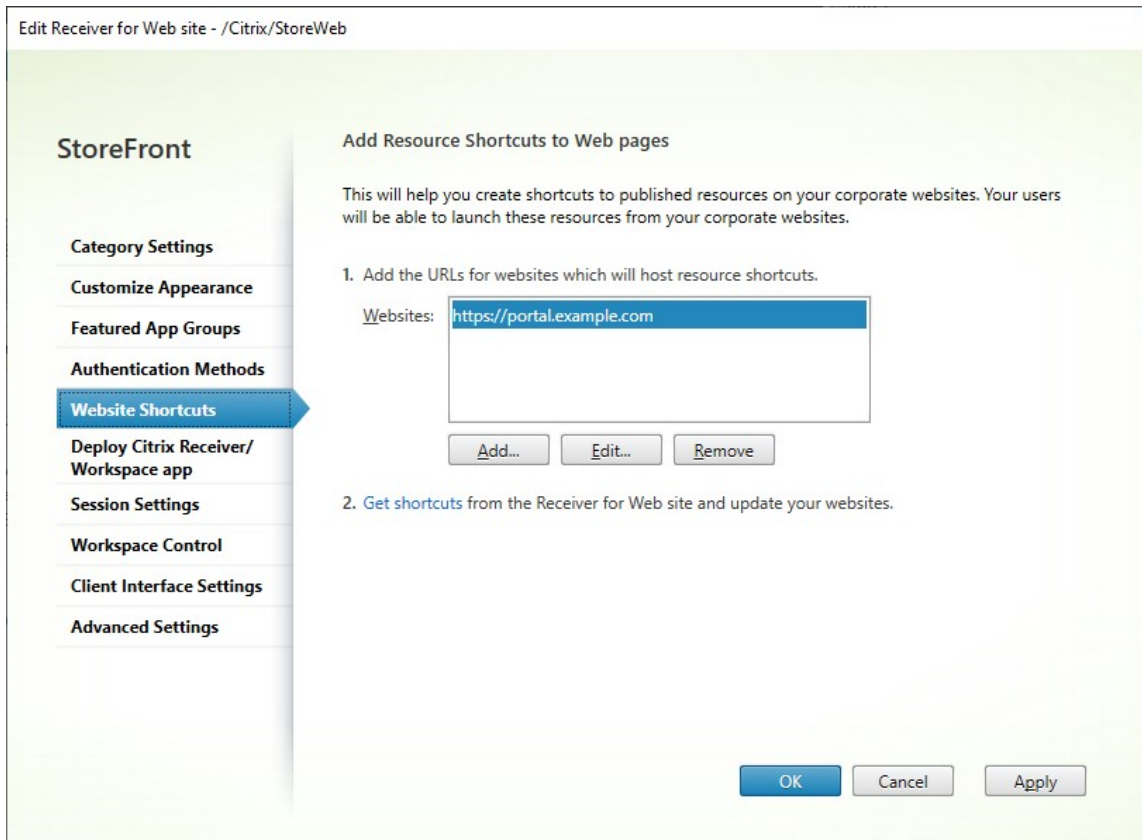 Edit Receiver for Web site - /Citrix/StoreWeb
StoreFront
Category Settings
Customize Appearance
Featured App Groups
Authentication Methods
Website Shortcuts
Deploy Citrix Receiver/
Workspace app
Session Settings
Workspace Control
Client Interface Settings
Advanced Settings
Add Resource Shortcuts to Web pages
This will help you create shortcuts to published resources on your corporate websites. Your users
will be able to launch these resources from your corporate websites.
1. Add the URLs for websites which will host resource shortcuts.
Websites: https://portal.example.com
Add... Edit... Remove
2. Get shortcuts from the Receiver for Web site and update your websites.
OK Cancel Apply